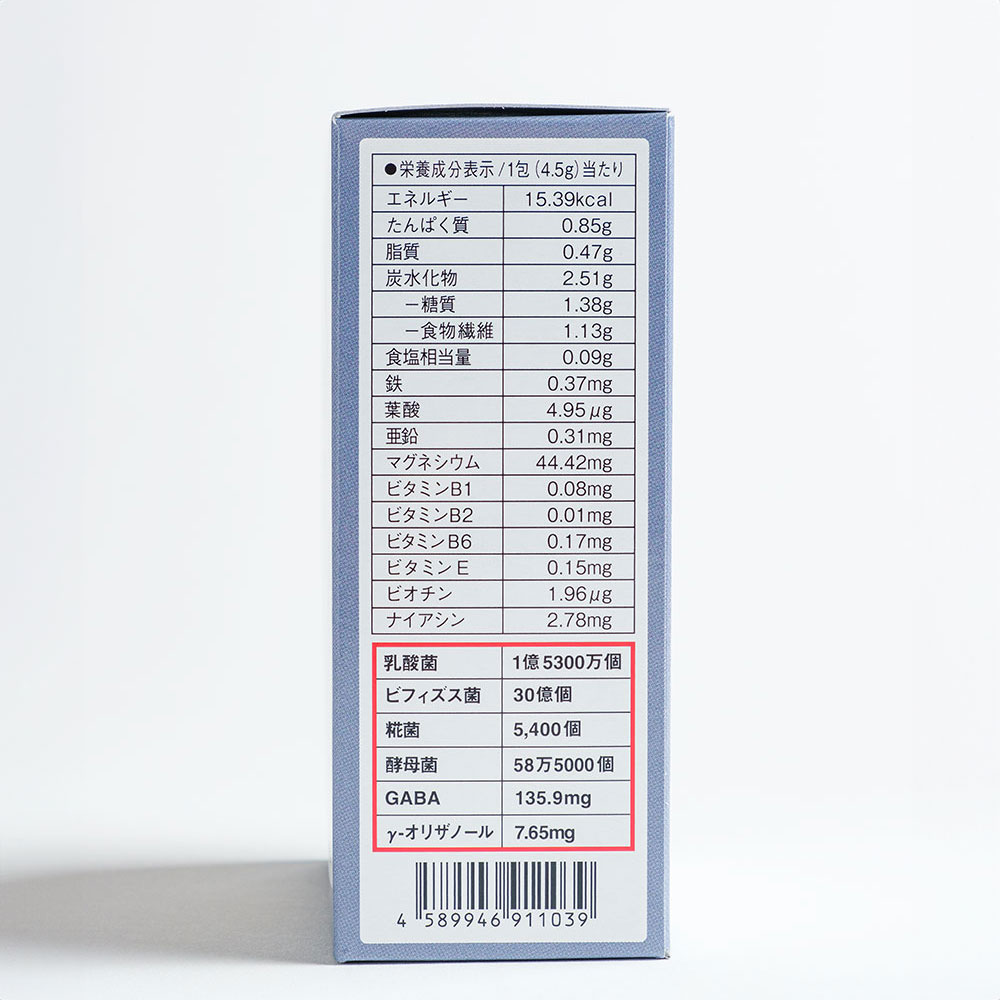 ●栄養成分表示/1包(4.5g)当たり
エネルギー 15.39kcal
たんぱく質 0.85g
脂質 0.47g
炭水化物 2.51g
－糖質 1.38g
－食物繊維 1.13g
食塩相当量 0.09g
鉄 0.37mg
葉酸 4.95μg
亜鉛 0.31mg
マグネシウム 44.42mg
ビタミンB1 0.08mg
ビタミンB2 0.01mg
ビタミンB6 0.17mg
ビタミンE 0.15mg
ビオチン 1.96μg
ナイアシン 2.78mg
乳酸菌 1億5300万個
ビフィズス菌 30億個
糀菌 5,400個
酵母菌 58万5000個
GABA 135.9mg
γ-オリザノール 7.65mg
4 589946 911039